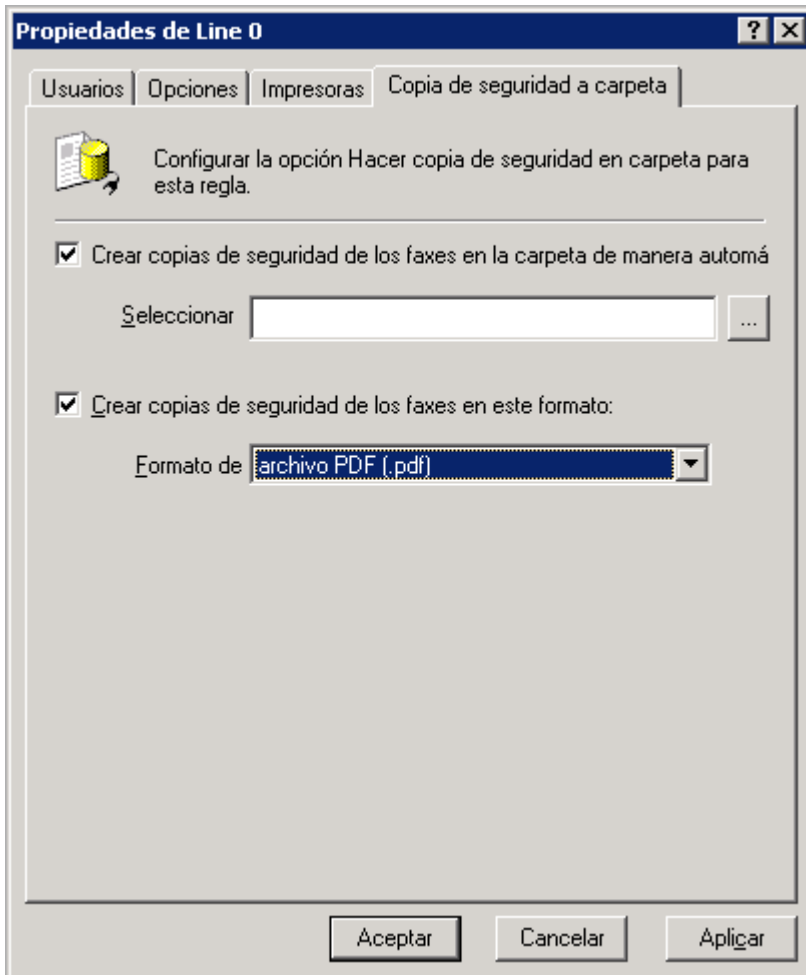 Propiedades de Line 0
Usuarios Opciones Impresoras Copia de seguridad a carpeta
Configurar la opción Hacer copia de seguridad en carpeta para
esta regla.
Crear copias de seguridad de los faxes en la carpeta de manera automá
Seleccionar ...
Crear copias de seguridad de los faxes en este formato:
Formato de archivo PDF (.pdf)
Aceptar Cancelar Aplicar